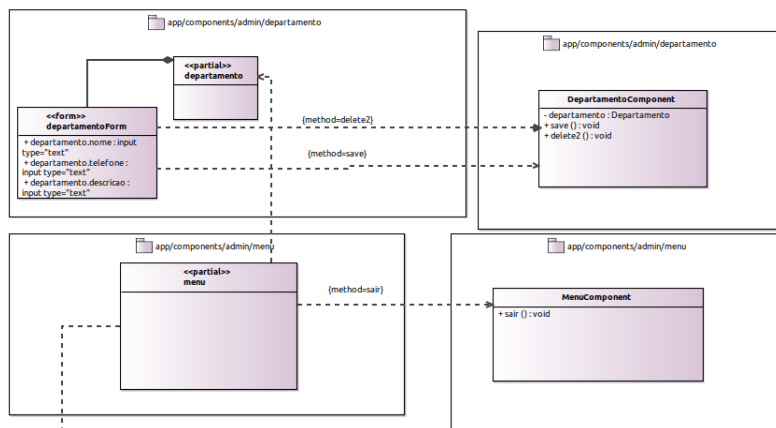 app/components/admin/departamento
<<partial>>
departamento
<<form>>
departamentoForm
+ departamento.nome : input
type="text"
+ departamento.telefone :
input type="text"
+ departamento.descricao :
input type="text"
{method=delete2}
{method=save}
app/components/admin/departamento
DepartamentoComponent
- departamento : Departamento
+ save () : void
+ delete2 () : void
app/components/admin/menu
<<partial>>
menu
{method=sair}
app/components/admin/menu
MenuComponent
+ sair () : void